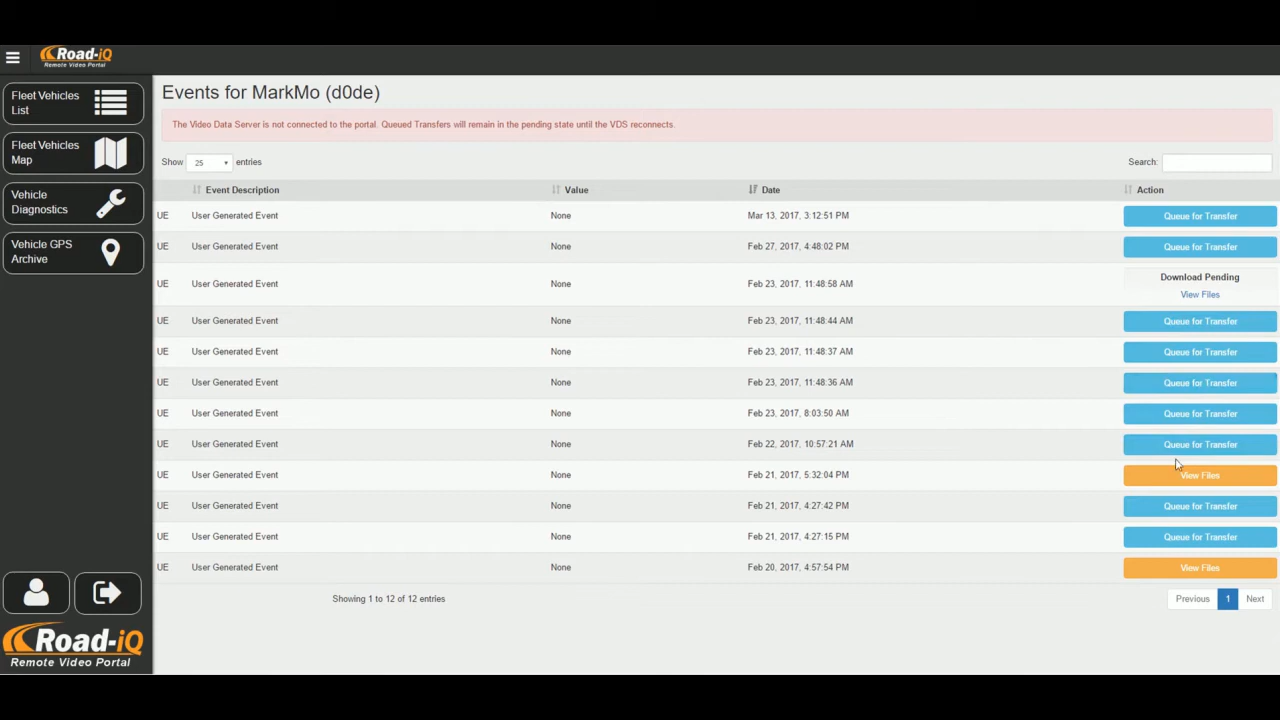 Road-iQ
Remote Video Portal
Fleet Vehicles
List
Fleet Vehicles
Map
Vehicle
Diagnostics
Vehicle GPS
Archive
Road-iQ
Remote Video Portal
Events for MarkMo (d0de)
The Video Data Server is not connected to the portal. Queued Transfers will remain in the pending state until the VDS reconnects.
Show 25 entries Search:
Event Description Value Date Action
UE User Generated Event None Mar 13, 2017, 3:12:51 PM Queue for Transfer
UE User Generated Event None Feb 27, 2017, 4:48:02 PM Queue for Transfer
UE User Generated Event None Feb 23, 2017, 11:48:58 AM Download Pending
View Files
UE User Generated Event None Feb 23, 2017, 11:48:44 AM Queue for Transfer
UE User Generated Event None Feb 23, 2017, 11:48:37 AM Queue for Transfer
UE User Generated Event None Feb 23, 2017, 11:48:36 AM Queue for Transfer
UE User Generated Event None Feb 23, 2017, 8:03:50 AM Queue for Transfer
UE User Generated Event None Feb 22, 2017, 10:57:21 AM Queue for Transfer
UE User Generated Event None Feb 21, 2017, 5:32:04 PM View Files
UE User Generated Event None Feb 21, 2017, 4:27:42 PM Queue for Transfer
UE User Generated Event None Feb 21, 2017, 4:27:15 PM Queue for Transfer
UE User Generated Event None Feb 20, 2017, 4:57:54 PM View Files
Showing 1 to 12 of 12 entries Previous 1 Next